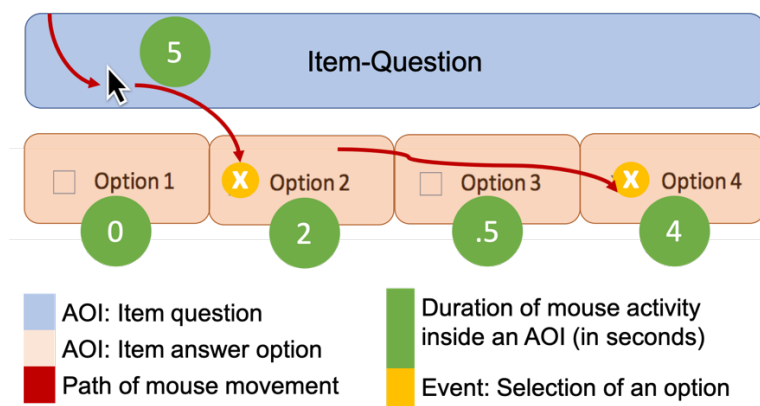 5
Item-Question
Option 1
X Option 2
Option 3
X Option 4
0
2
.5
4
AOI: Item question
AOI: Item answer option
Path of mouse movement
Duration of mouse activity
inside an AOI (in seconds)
Event: Selection of an option